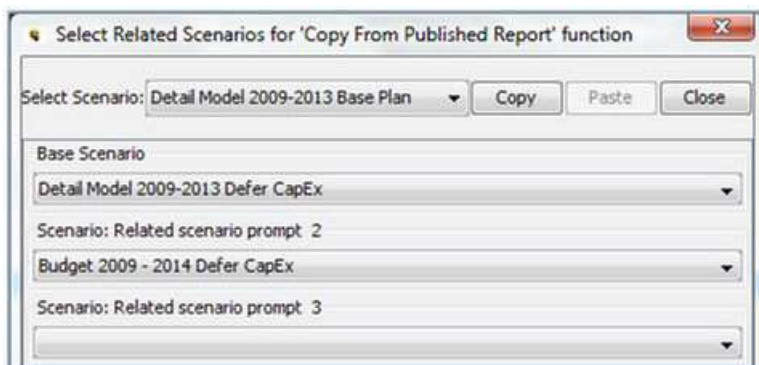 Select Related Scenarios for 'Copy From Published Report' function
Select Scenario: Detail Model 2009-2013 Base Plan Copy Paste Close
Base Scenario
Detail Model 2009-2013 Defer CapEx
Scenario: Related scenario prompt 2
Budget 2009 - 2014 Defer CapEx
Scenario: Related scenario prompt 3